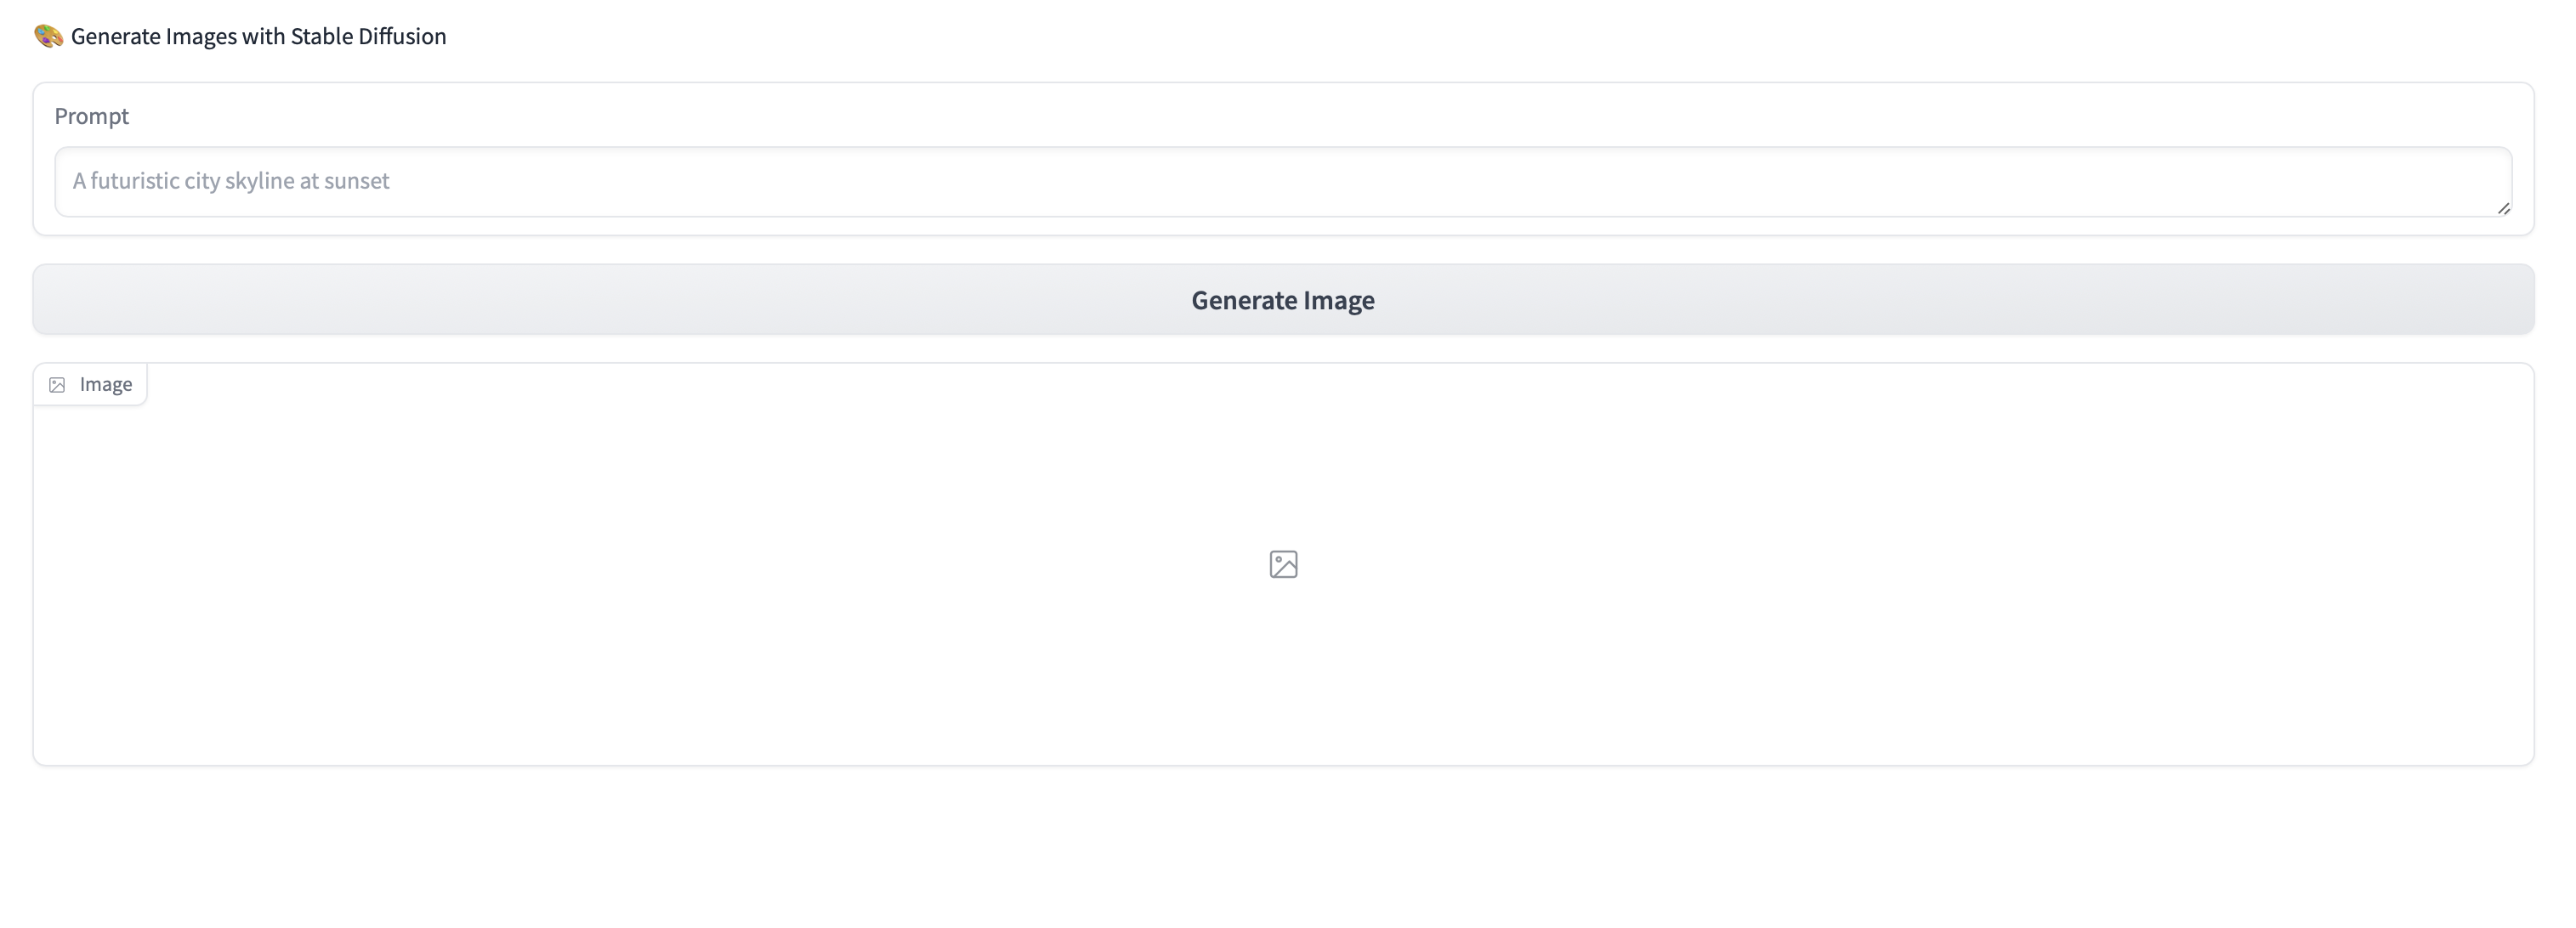 🎨 Generate Images with Stable Diffusion
Prompt
A futuristic city skyline at sunset
Generate Image
Image